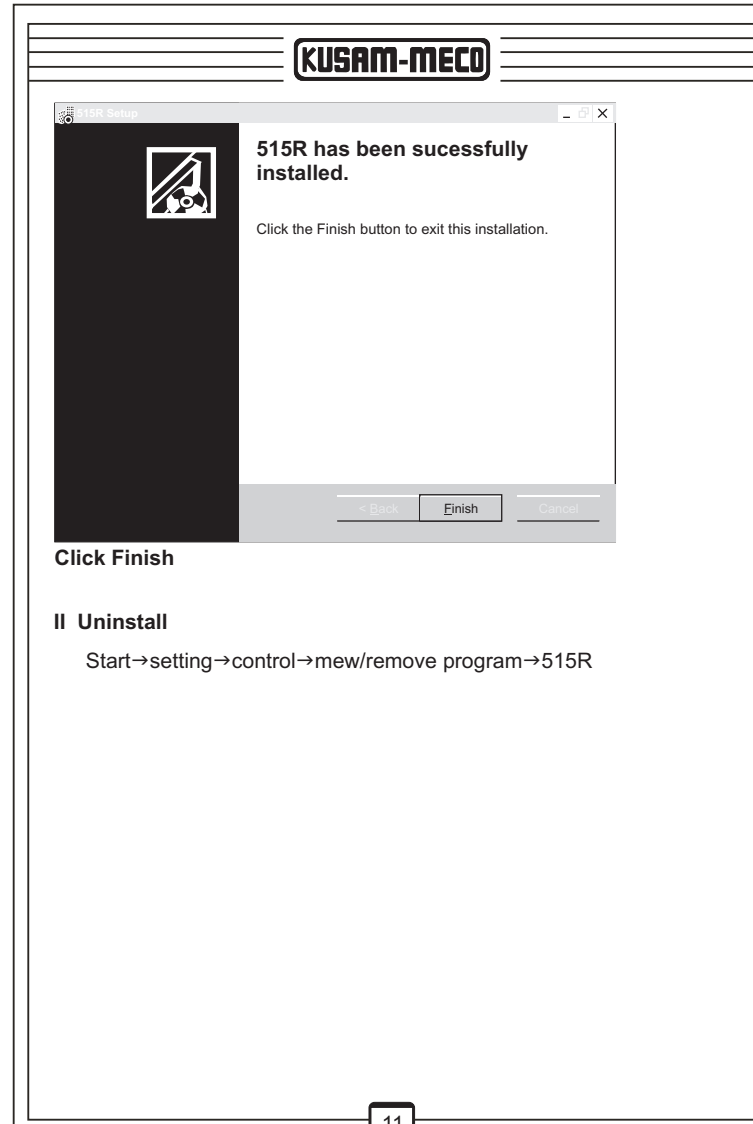 KUSAM-MECO
515R Setup
515R has been sucessfully
installed.
Click the Finish button to exit this installation.
< Back
Finish
Cancel
Click Finish
II Uninstall
Start→setting→control→mew/remove program→515R
11